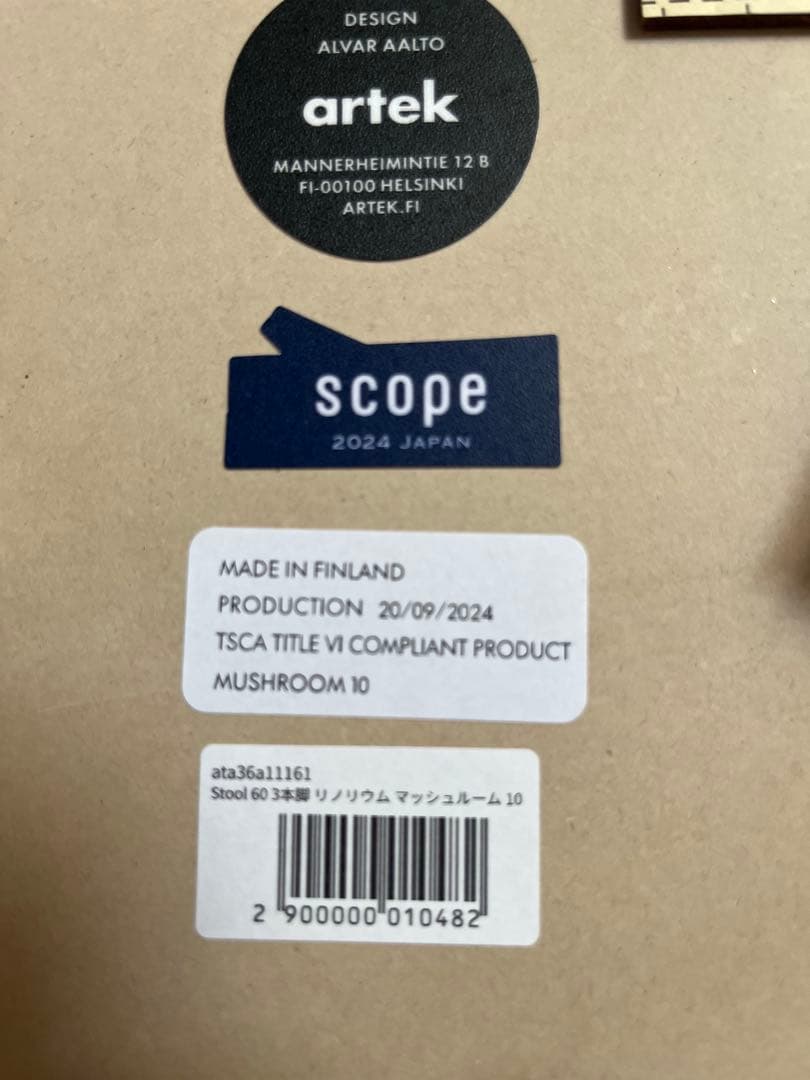 DESIGN
ALVAR AALTO
artek
MANNERHEIMINTIE 12 B
FI-00100 HELSINKI
ARTEK.FI
scope
2024 JAPAN
MADE IN FINLAND
PRODUCTION 20/09/2024
TSCA TITLE VI COMPLIANT PRODUCT
MUSHROOM 10
ata36a11161
Stool 60 3本脚 リノリウム マッシュルーム 10
2 900000 010482